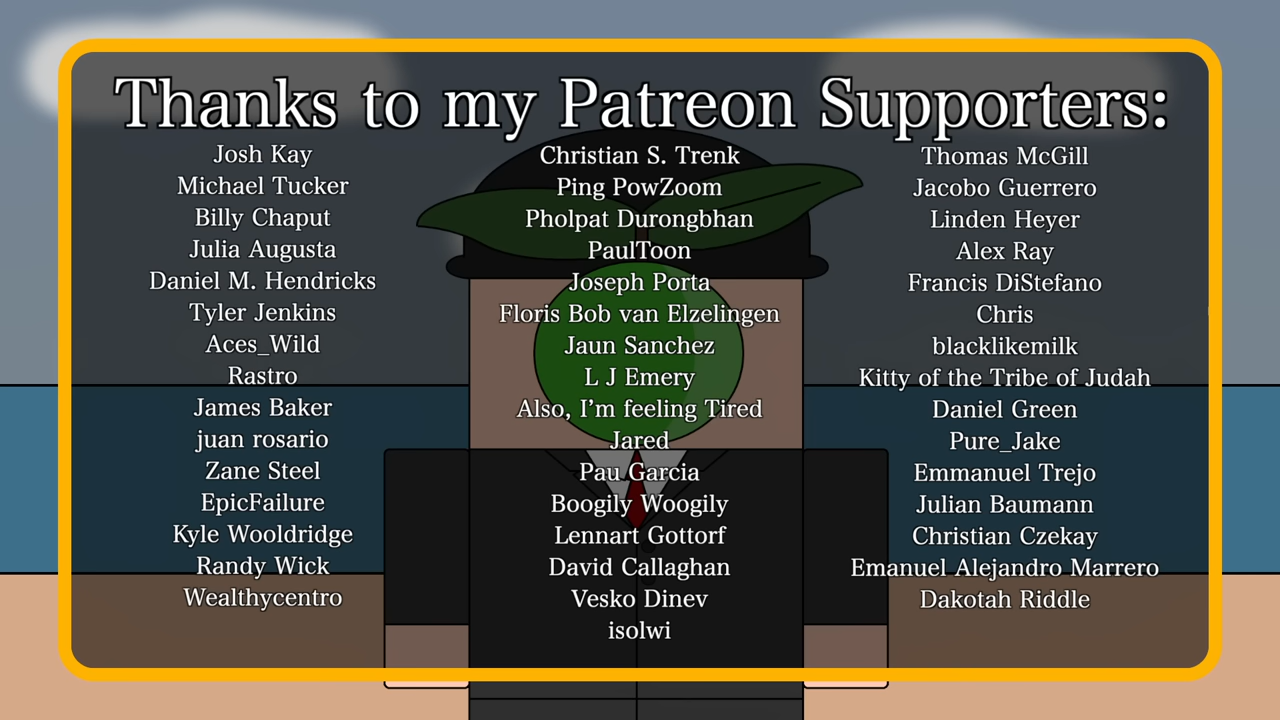 Thanks to my Patreon Supporters:
Josh Kay
Michael Tucker
Billy Chaput
Julia Augusta
Daniel M. Hendricks
Tyler Jenkins
Aces_Wild
Rastro
James Baker
juan rosario
Zane Steel
EpicFailure
Kyle Wooldridge
Randy Wick
Wealthycentro
Christian S. Trenk
Ping PowZoom
Pholpat Durongbhan
PaulToon
Joseph Porta
Floris Bob van Elzelingen
Jaun Sanchez
L J Emery
Also, I’m feeling Tired
Jared
Pau Garcia
Boogily Woogily
Lennart Gottorf
David Callaghan
Vesko Dinev
isolwi
Thomas McGill
Jacobo Guerrero
Linden Heyer
Alex Ray
Francis DiStefano
Chris
blacklikemilk
Kitty of the Tribe of Judah
Daniel Green
Pure_Jake
Emmanuel Trejo
Julian Baumann
Christian Czekay
Emanuel Alejandro Marrero
Dakotah Riddle